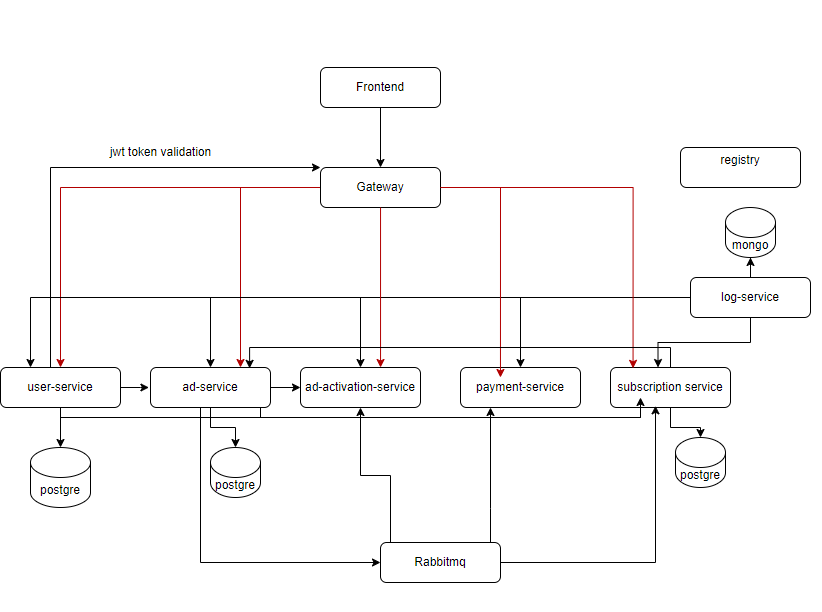 Frontend
jwt token validation
registry
Gateway
mongo
log-service
user-service
ad-service
ad-activation-service
payment-service
subscription service
postgre
postgre
postgre
Rabbitmq